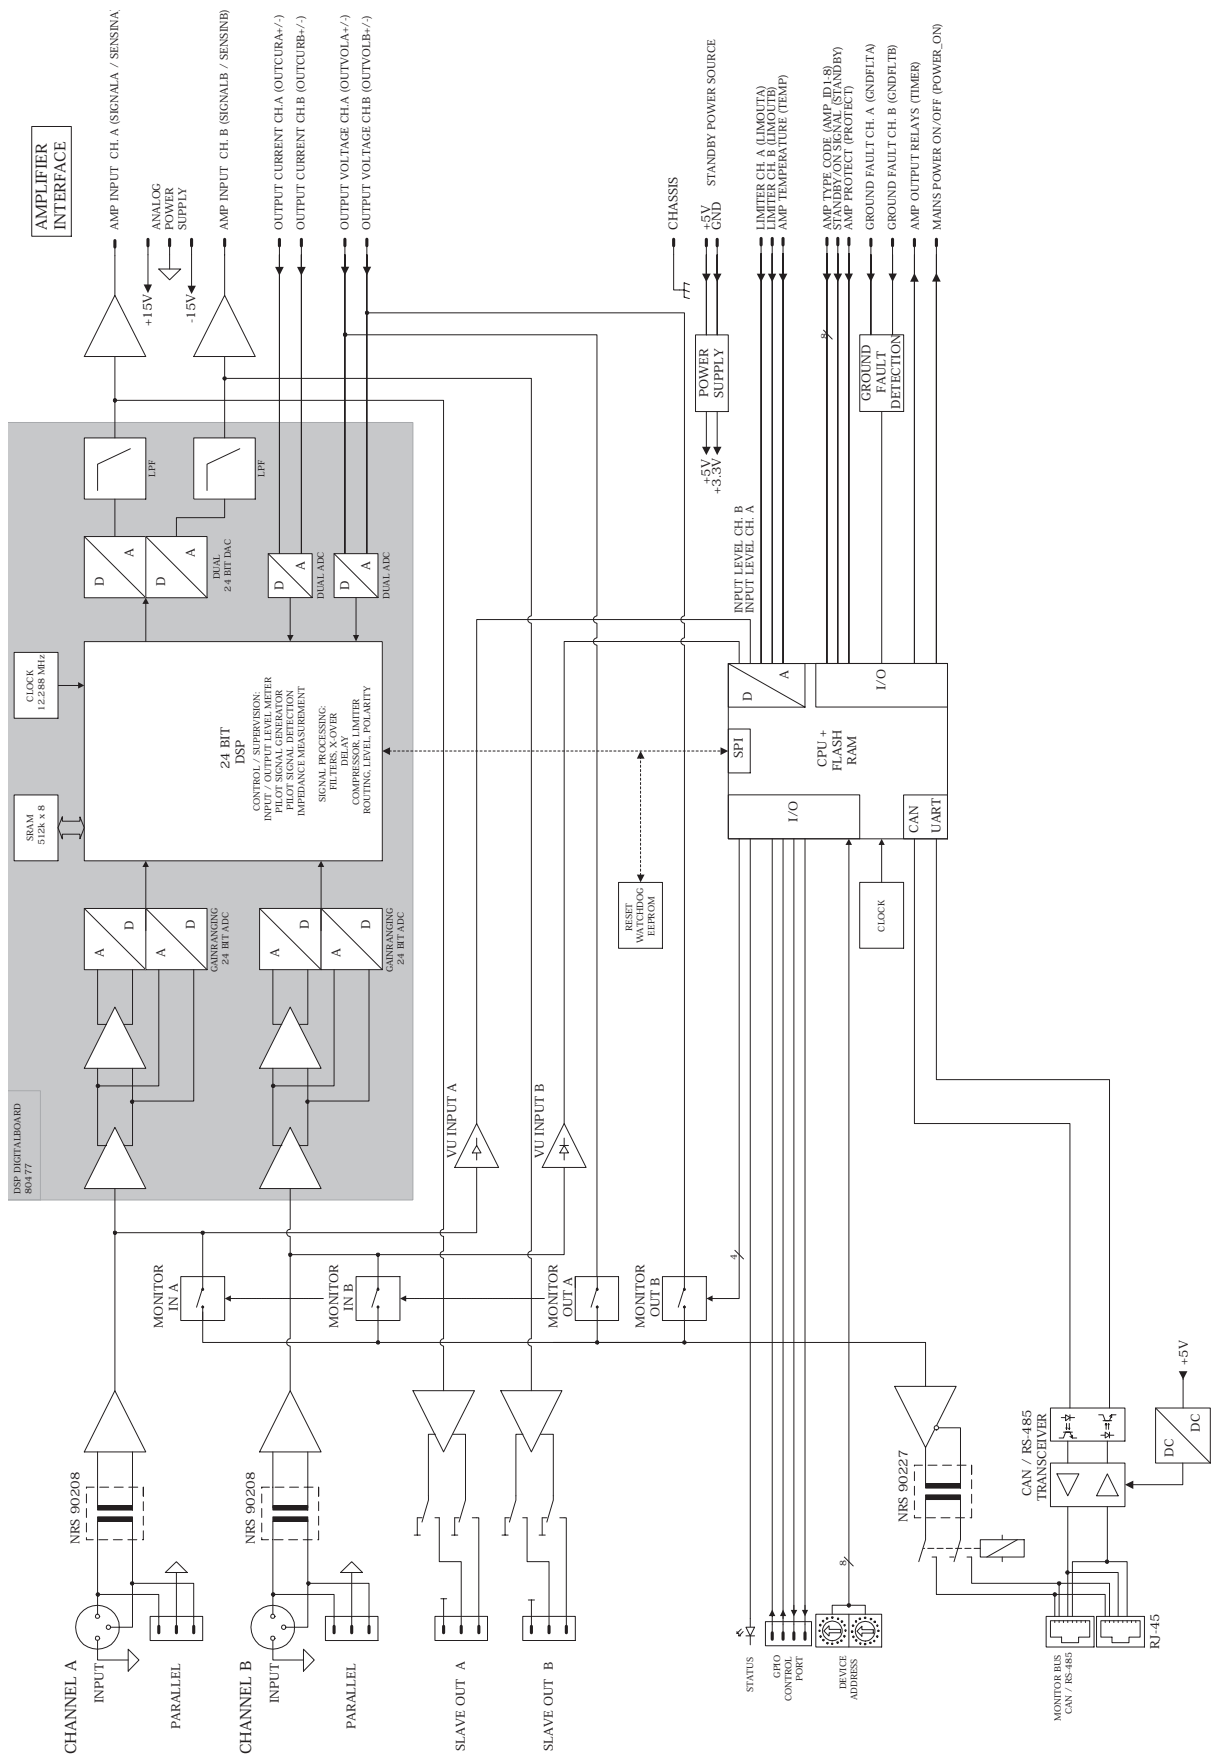 AMPLIFIER
INTERFACE
AMP INPUT CH. A (SIGNALA / SENSINA)
+15V
ANALOG
POWER
SUPPLY
-15V
AMP INPUT CH. B (SIGNALB / SENSINB)
OUTPUT CURRENT CH.A (OUTCURA+/-)
OUTPUT CURRENT CH.B (OUTCURB+/-)
OUTPUT VOLTAGE CH.A (OUTVOLA+/-)
OUTPUT VOLTAGE CH.B (OUTVOLB+/-)
CHASSIS
+5V
GND
STANDBY POWER SOURCE
POWER
SUPPLY
+5V
+3.3V
LIMITER CH. A (LIMOUTA)
LIMITER CH. B (LIMOUTB)
AMP TEMPERATURE (TEMP)
AMP TYPE CODE (AMP_ID1-8)
STANDBY/ON SIGNAL (STANDBY)
AMP PROTECT (PROTECT)
GROUND FAULT CH. A (GNDFLTA)
GROUND FAULT CH. B (GNDFLTB)
AMP OUTPUT RELAYS (TIMER)
MAINS POWER ON/OFF (POWER_ON)
8
GROUND
FAULT
DETECTION
LPF
LPF
D
A
D
A
DUAL
24 BIT DAC
D
A
DUAL ADC
D
A
DUAL ADC
INPUT LEVEL CH. B
INPUT LEVEL CH. A
CLOCK
12.288 MHz
SRAM
512k x 8
24 BIT
DSP
CONTROL / SUPERVISION:
INPUT / OUTPUT LEVEL METER
PILOT SIGNAL GENERATOR
PILOT SIGNAL DETECTION
IMPEDANCE MEASUREMENT
SIGNAL PROCESSING:
FILTERS, X-OVER
DELAY
COMPRESSOR, LIMITER
ROUTING, LEVEL, POLARITY
D
A
I/O
SPI
CPU +
FLASH
RAM
I/O
CAN
UART
RESET
WATCHDOG
EEPROM
CLOCK
A
D
A
D
GAINRANGING
24 BIT ADC
A
D
A
D
GAINRANGING
24 BIT ADC
DSP DIGITALBOARD
80477
VU INPUT A
VU INPUT B
MONITOR
IN A
MONITOR
IN B
MONITOR
OUT A
MONITOR
OUT B
4
NRS 90208
NRS 90208
NRS 90227
CAN / RS-485
TRANSCEIVER
DC
DC
+5V
8
CHANNEL A
INPUT
PARALLEL
CHANNEL B
INPUT
PARALLEL
SLAVE OUT A
SLAVE OUT B
STATUS
GPIO
CONTROL
PORT
DEVICE
ADDRESS
MONITOR BUS
CAN / RS-485
RJ-45